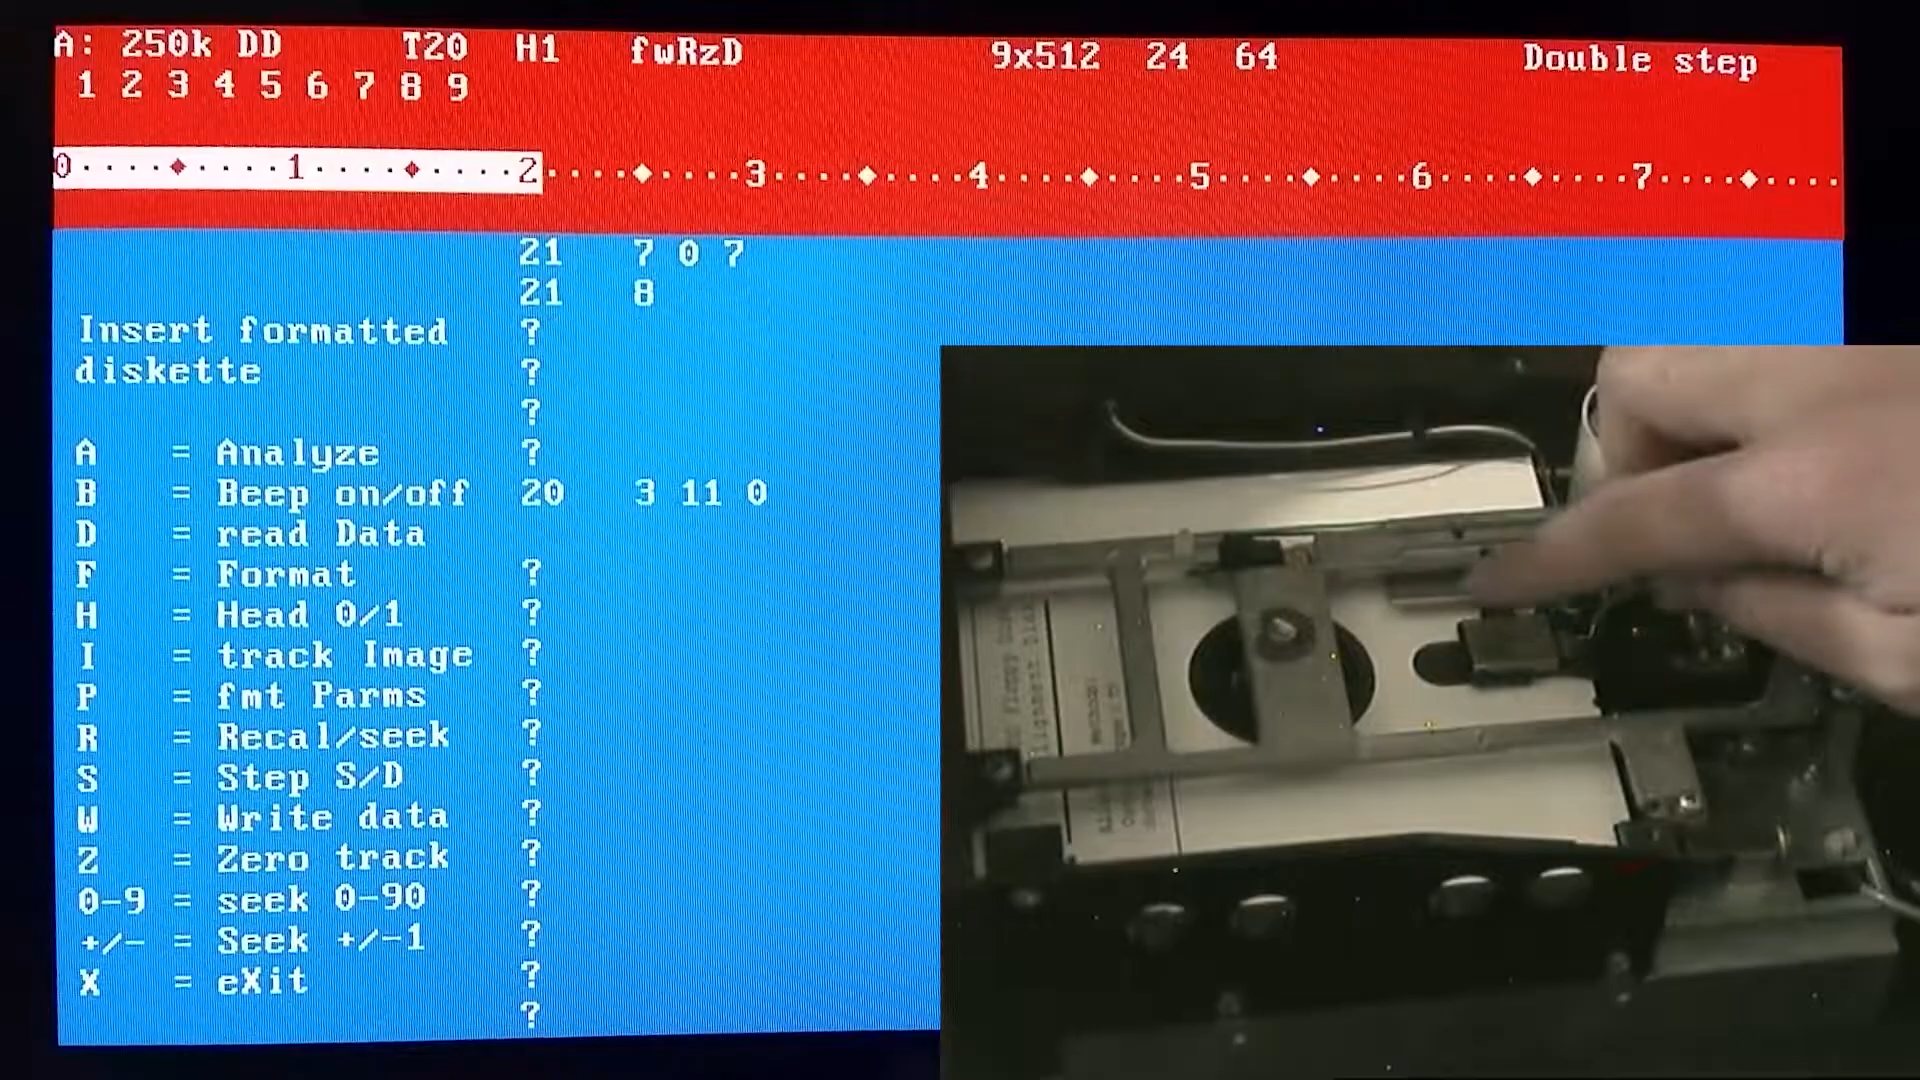 A: 250k DD T20 H1 fwRzD 9x512 24 64 Double step
1 2 3 4 5 6 7 8 9
0....♦....1....♦....2....♦....3....♦....4....♦....5....♦....6....♦....7....♦....
21 7 0 7
21 8
Insert formatted ?
diskette ?
?
A = Analyze ?
B = Beep on/off 20 3 11 0
D = read Data
F = Format ?
H = Head 0/1 ?
I = track Image ?
P = fmt Parms ?
R = Recal/seek ?
S = Step S/D ?
W = Write data ?
Z = Zero track ?
0-9 = seek 0-90 ?
+/- = Seek +/-1 ?
X = eXit ?
?